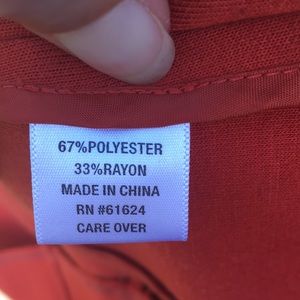 67%POLYESTER
33%RAYON
MADE IN CHINA
RN #61624
CARE OVER